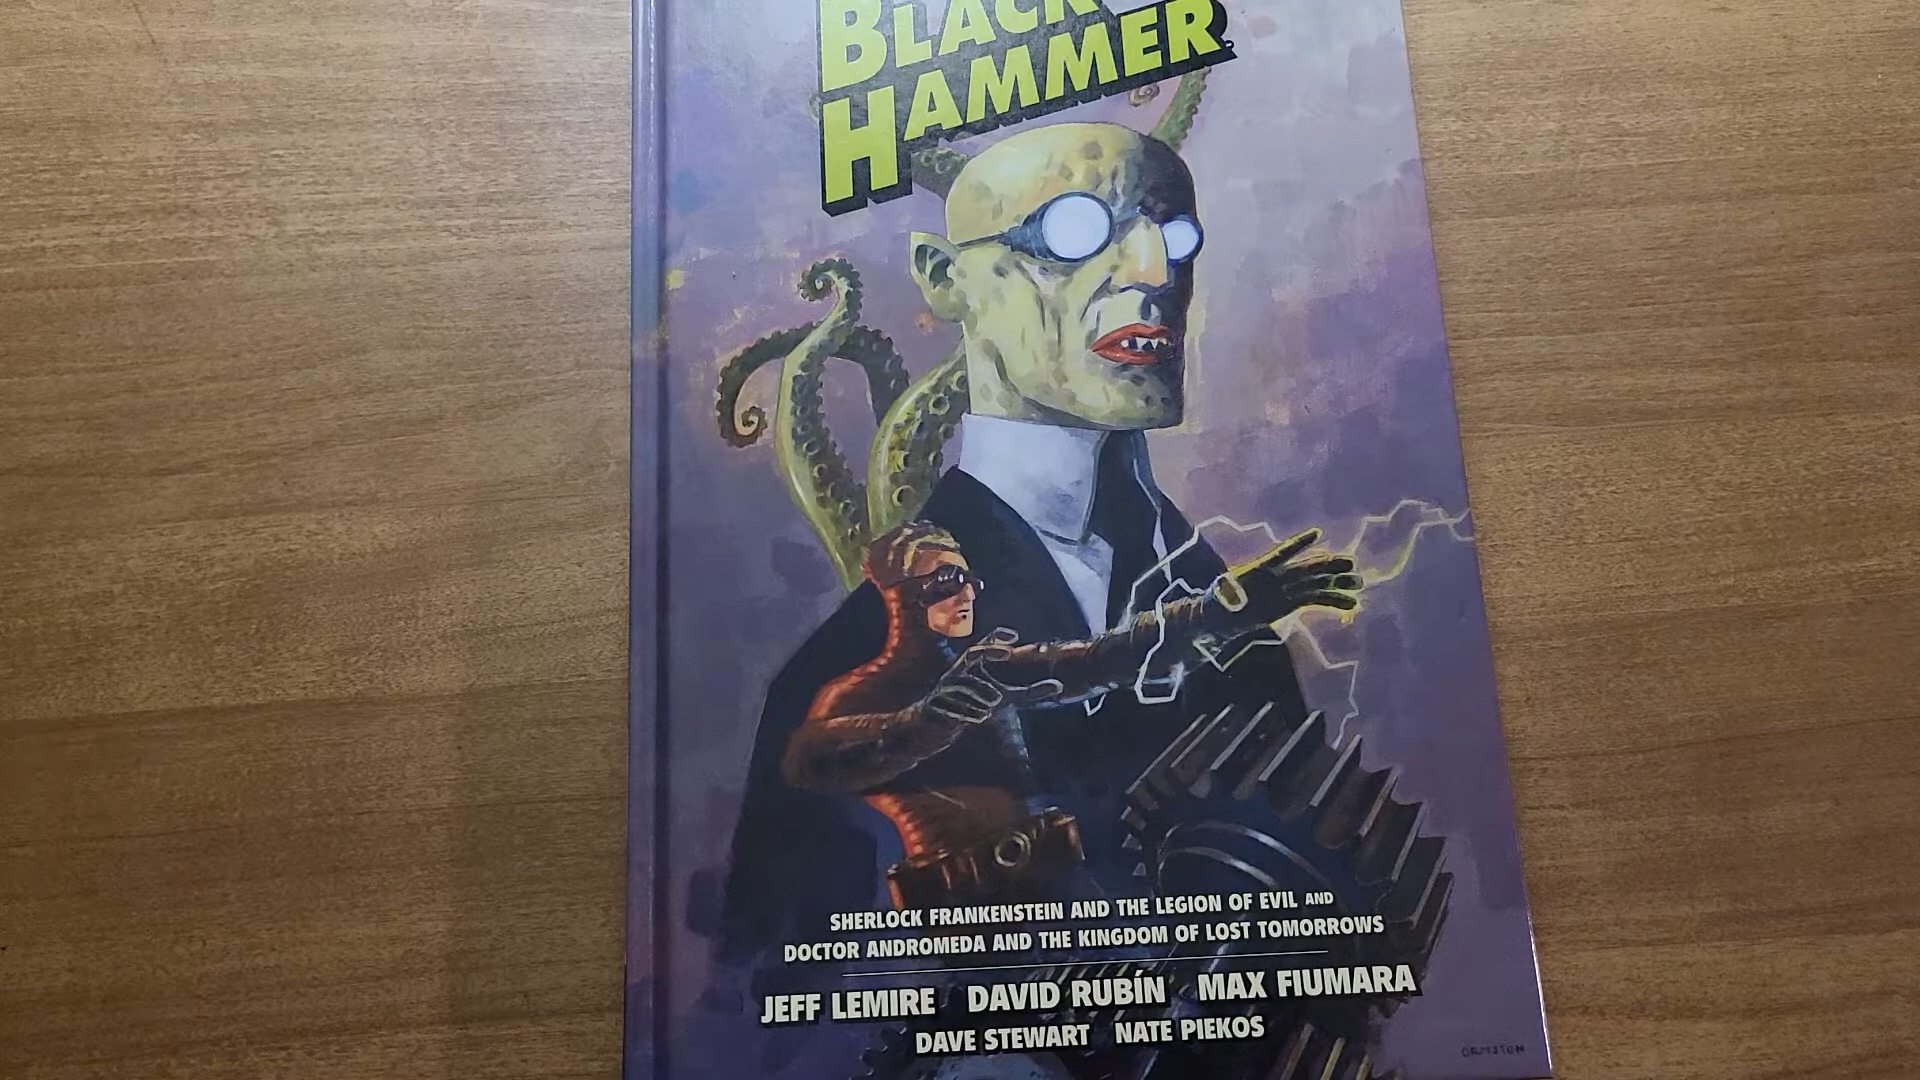 BLACK
HAMMER
SHERLOCK FRANKENSTEIN AND THE LEGION OF EVIL AND
DOCTOR ANDROMEDA AND THE KINGDOM OF LOST TOMORROWS
JEFF LEMIRE DAVID RUBÍN MAX FIUMARA
DAVE STEWART NATE PIEKOS
ORMSTON